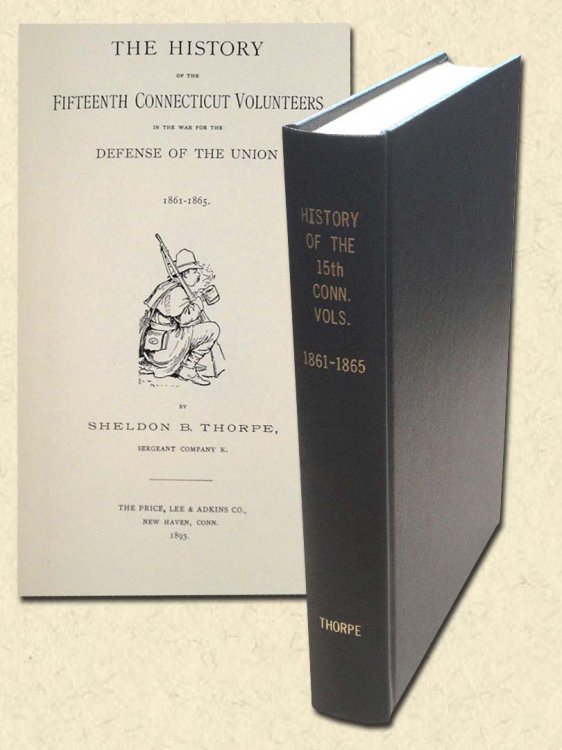 THE HISTORY
OF THE
FIFTEENTH CONNECTICUT VOLUNTEERS
IN THE WAR FOR THE
DEFENSE OF THE UNION
1861-1865.
BY
SHELDON B. THORPE,
SERGEANT COMPANY K.
THE PRICE, LEE & ADKINS CO.,
NEW HAVEN, CONN.
1893.
HISTORY
OF THE
15th
CONN.
VOLS.
1861-1865
THORPE